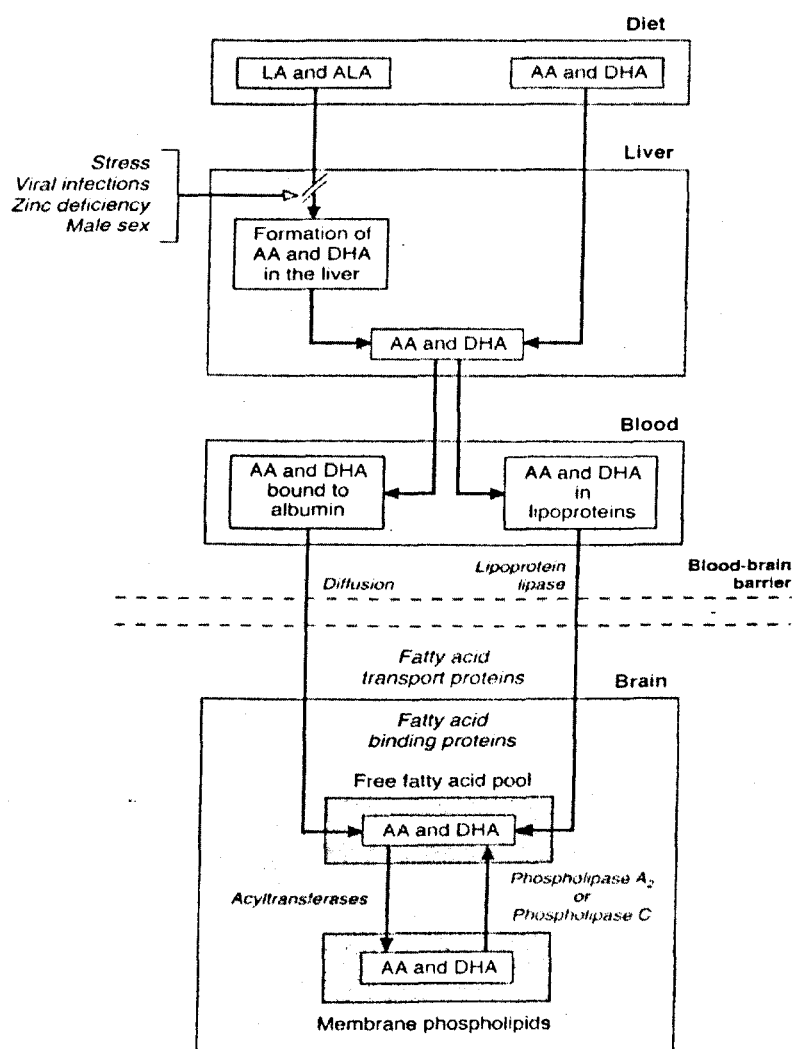 Diet
LA and ALA
AA and DHA
Liver
Stress
Viral infections
Zinc deficiency
Male sex
Formation of
AA and DHA
in the liver
AA and DHA
Blood
AA and DHA
bound to
albumin
AA and DHA
in
lipoproteins
Diffusion
Lipoprotein
lipase
Blood-brain
barrier
Fatty acid
transport proteins
Brain
Fatty acid
binding proteins
Free fatty acid pool
AA and DHA
Acyltransferases
Phospholipase A₂
or
Phospholipase C
AA and DHA
Membrane phospholipids